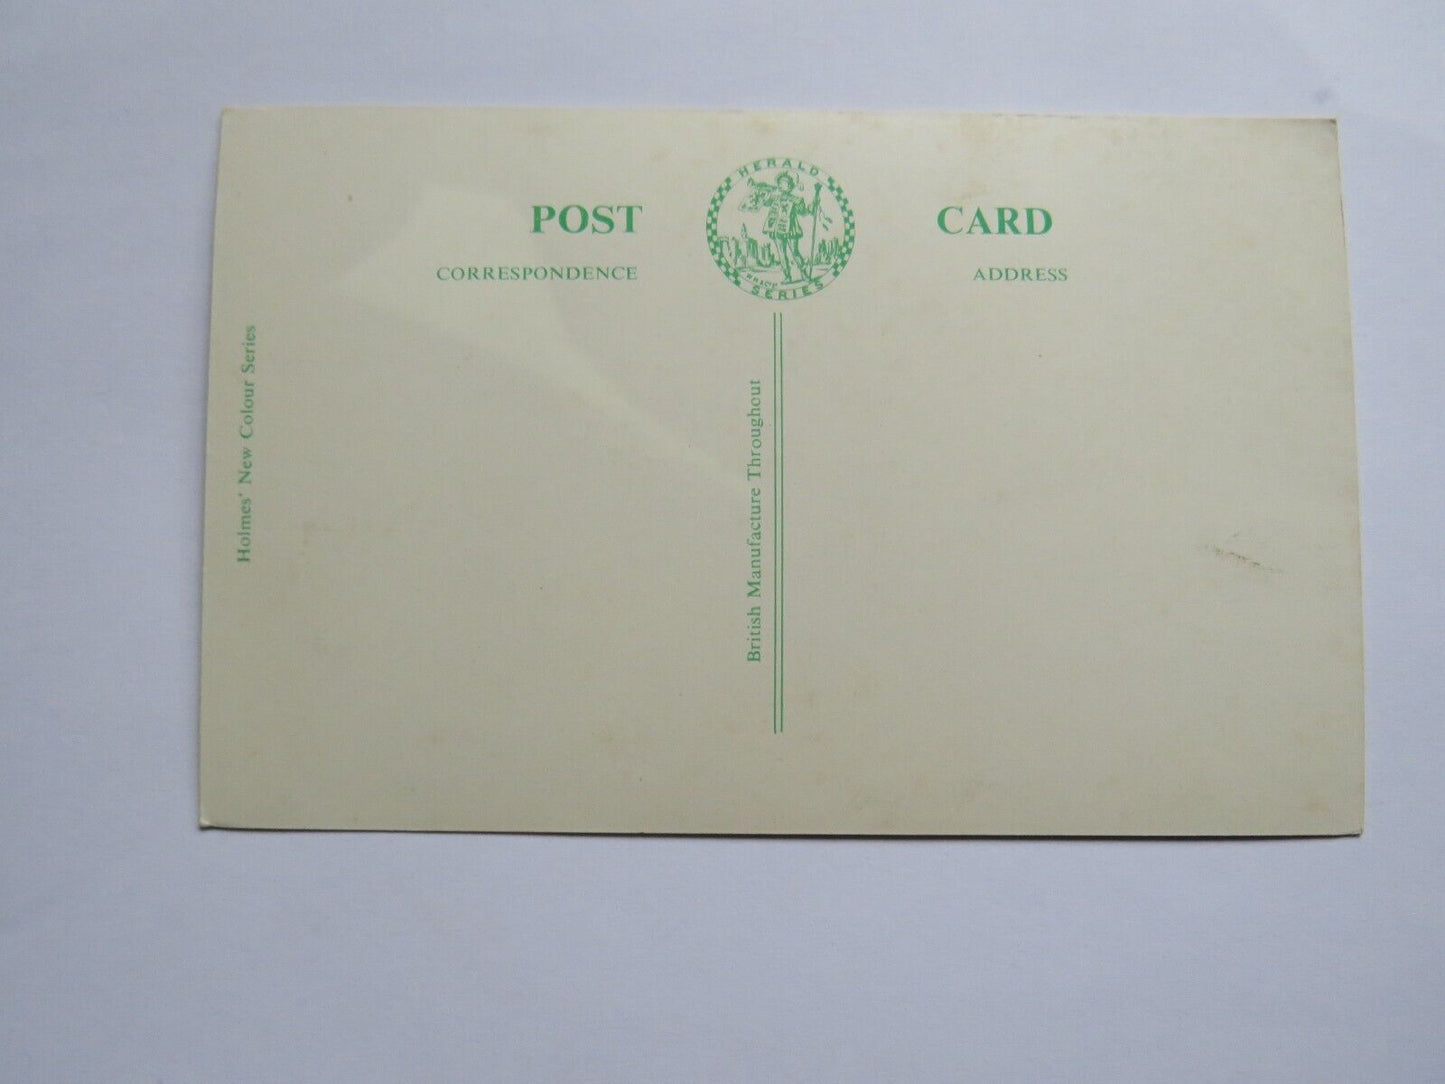 HERALD
SERIES
POST CARD
CORRESPONDENCE ADDRESS
Holmes' New Colour Series
British Manufacture Throughout